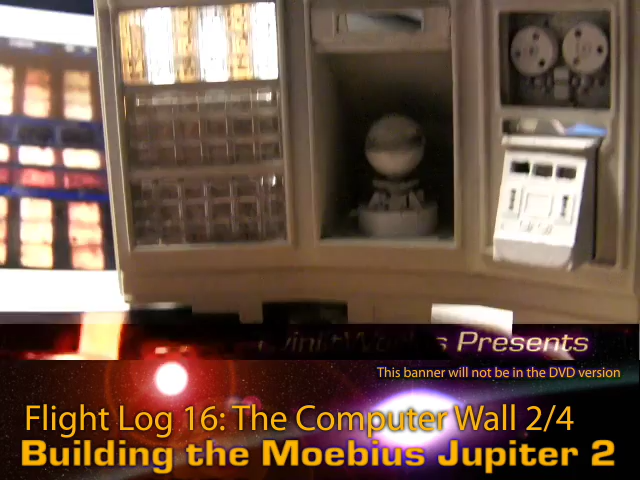 Presents
This banner will not be in the DVD version
Flight Log 16: The Computer Wall 2/4
Building the Moebius Jupiter 2